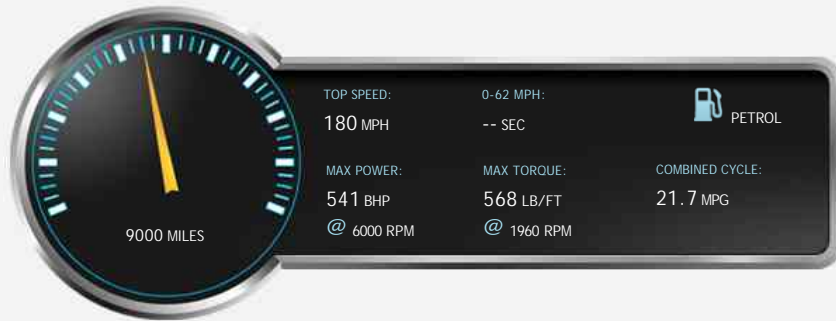 TOP SPEED:
180 MPH
0-62 MPH:
-- SEC
PETROL
MAX POWER:
541 BHP
@ 6000 RPM
MAX TORQUE:
568 LB/FT
@ 1960 RPM
COMBINED CYCLE:
21.7 MPG
9000 MILES